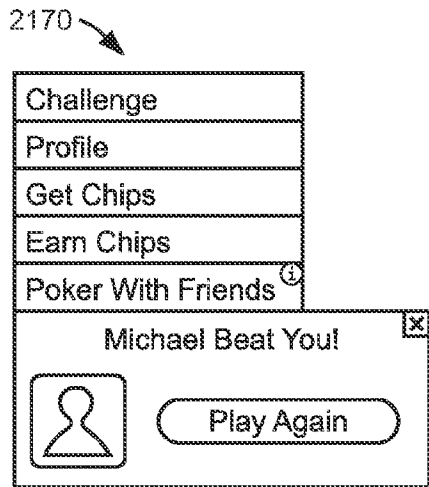 2170
Challenge
Profile
Get Chips
Earn Chips
Poker With Friends i
Michael Beat You! x
Play Again